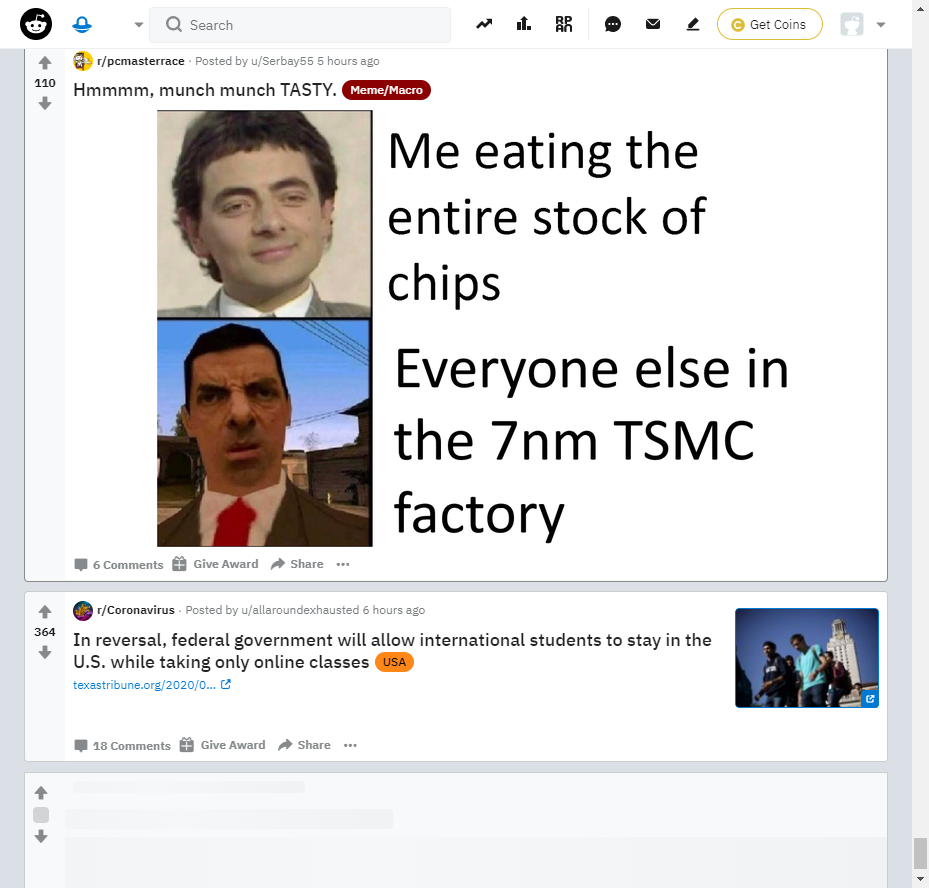 Search
Get Coins
r/pcmasterrace · Posted by u/Serbay55 5 hours ago
110
Hmmmm, munch munch TASTY. Meme/Macro
Me eating the
entire stock of
chips
Everyone else in
the 7nm TSMC
factory
6 Comments Give Award Share
r/Coronavirus · Posted by u/allaroundexhausted 6 hours ago
364
In reversal, federal government will allow international students to stay in the
U.S. while taking only online classes USA
texastribune.org/2020/0...
18 Comments Give Award Share